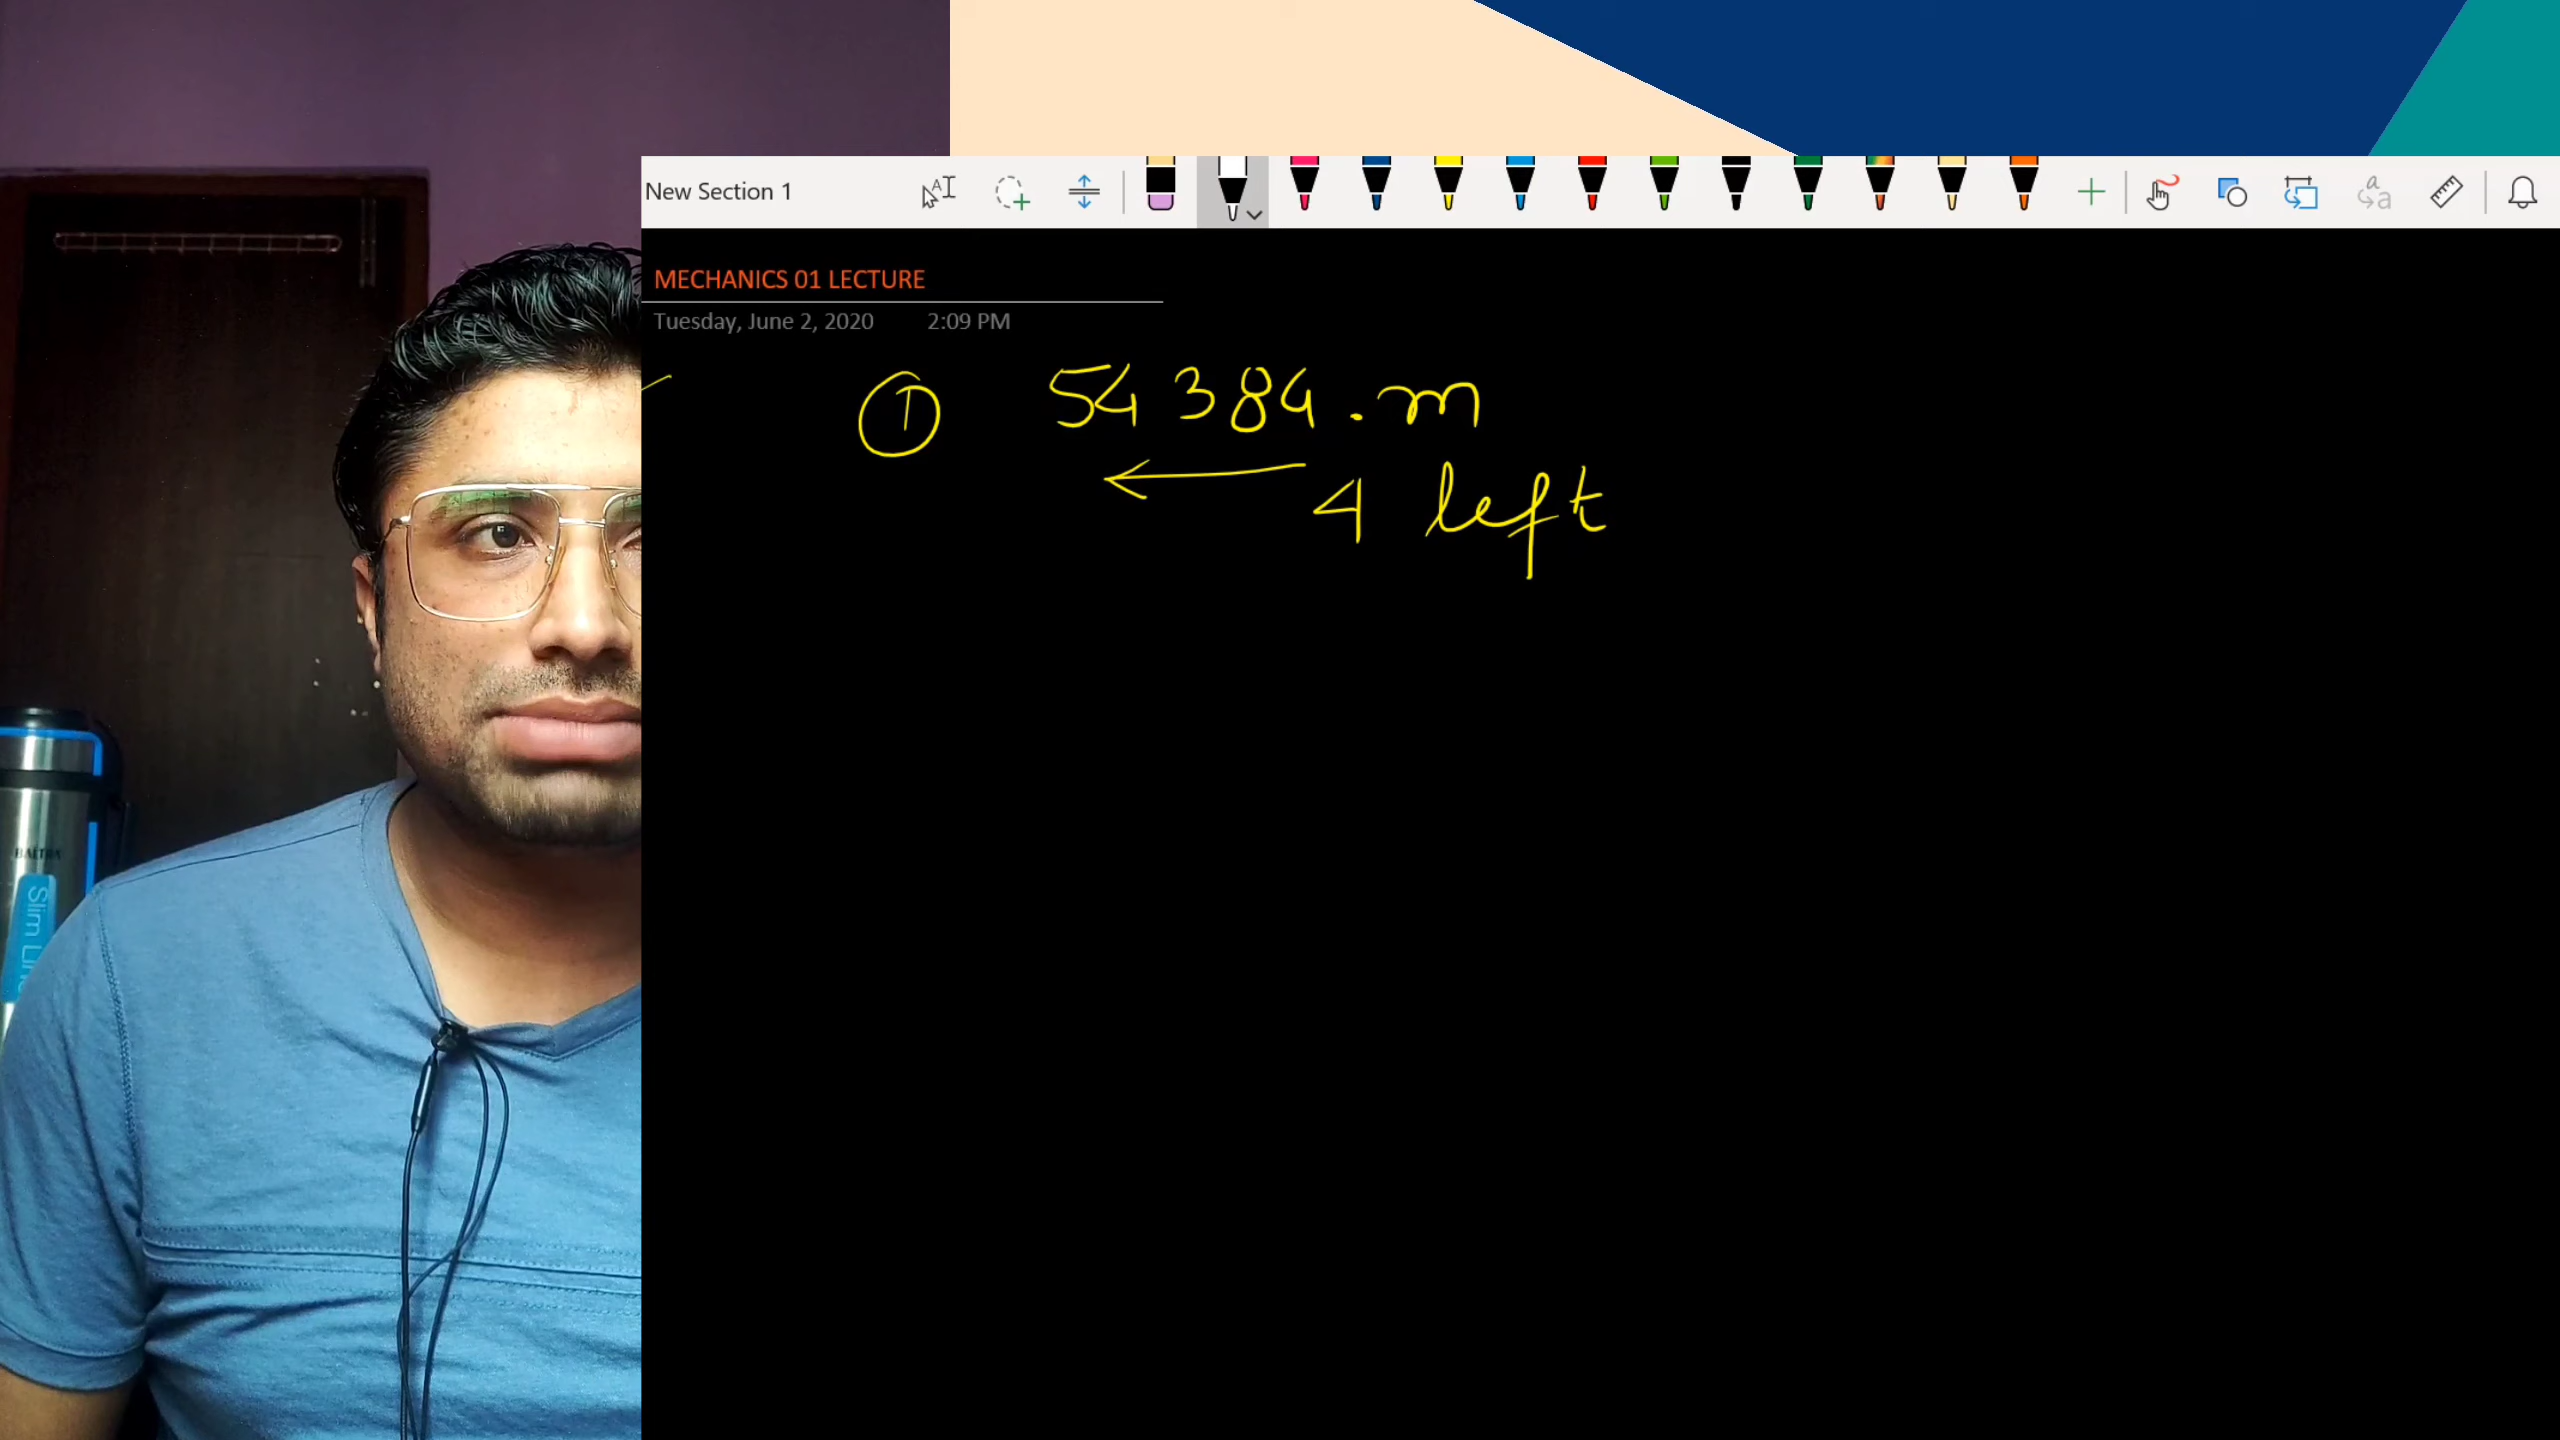 New Section 1
MECHANICS 01 LECTURE
Tuesday, June 2, 2020 2:09 PM
① 54384.m
4 left
BALTRA
Slim Line